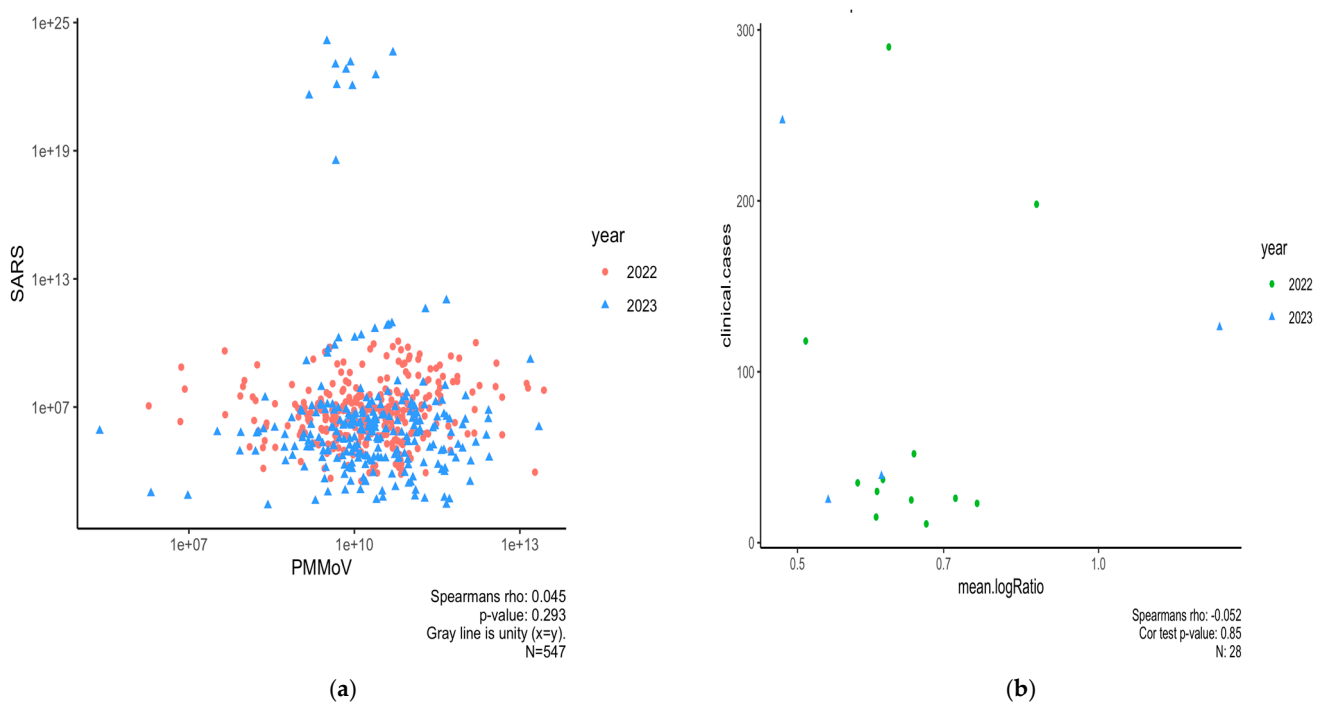 1e+25
1e+19
1e+13
1e+07
SARS
1e+07
1e+10
1e+13
PMMoV
year
2022
2023
Spearmans rho: 0.045
p-value: 0.293
Gray line is unity (x=y).
N=547
(a)
300
200
100
0
clinical.cases
0.5
0.7
1.0
mean.logRatio
year
2022
2023
Spearmans rho: -0.052
Cor test p-value: 0.85
N: 28
(b)